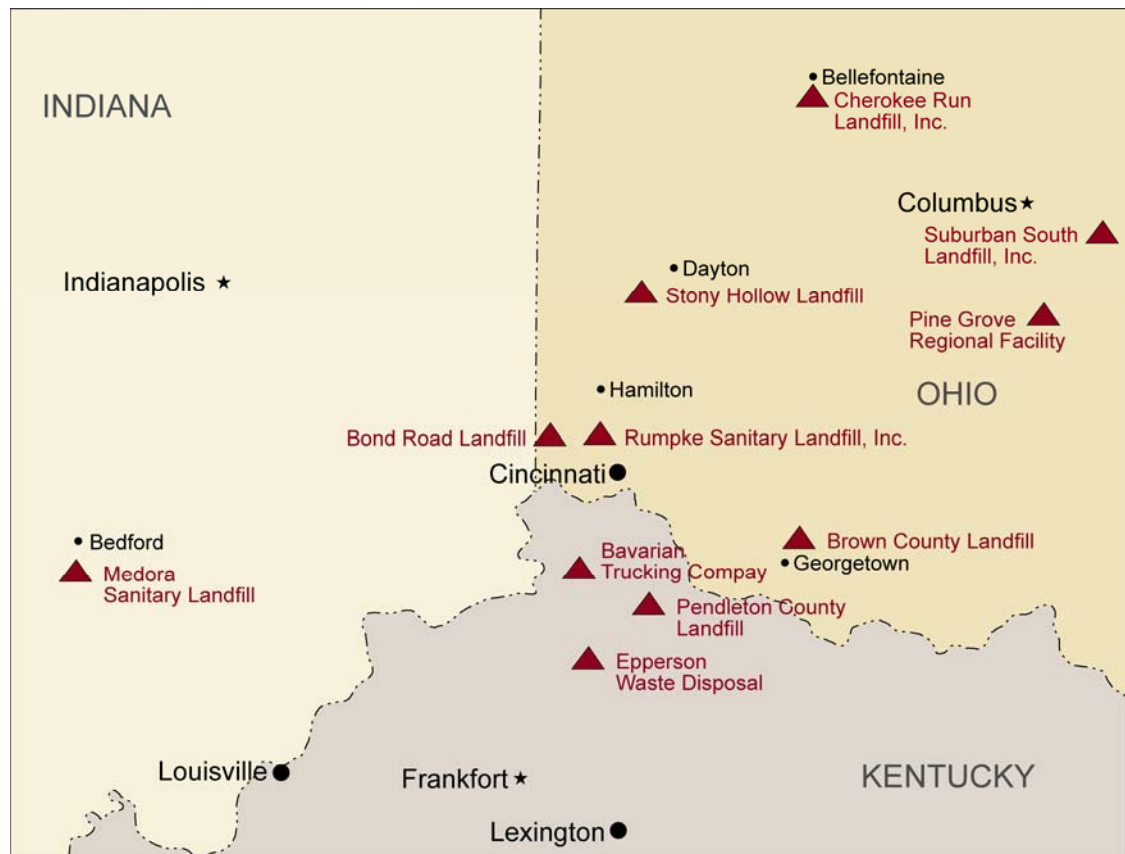 Bellefontaine
INDIANA
Cherokee Run
Landfill, Inc.
Columbus
Suburban South
Landfill, Inc.
Dayton
Indianapolis
Stony Hollow Landfill
Pine Grove
Regional Facility
OHIO
Hamilton
Bond Road Landfill
Rumpke Sanitary Landfill, Inc.
Cincinnati
Bedford
Medora
Sanitary Landfill
Brown County Landfill
Georgetown
Bavarian
Trucking Compay
Pendleton County
Landfill
Epperson
Waste Disposal
Louisville
Frankfort
KENTUCKY
Lexington